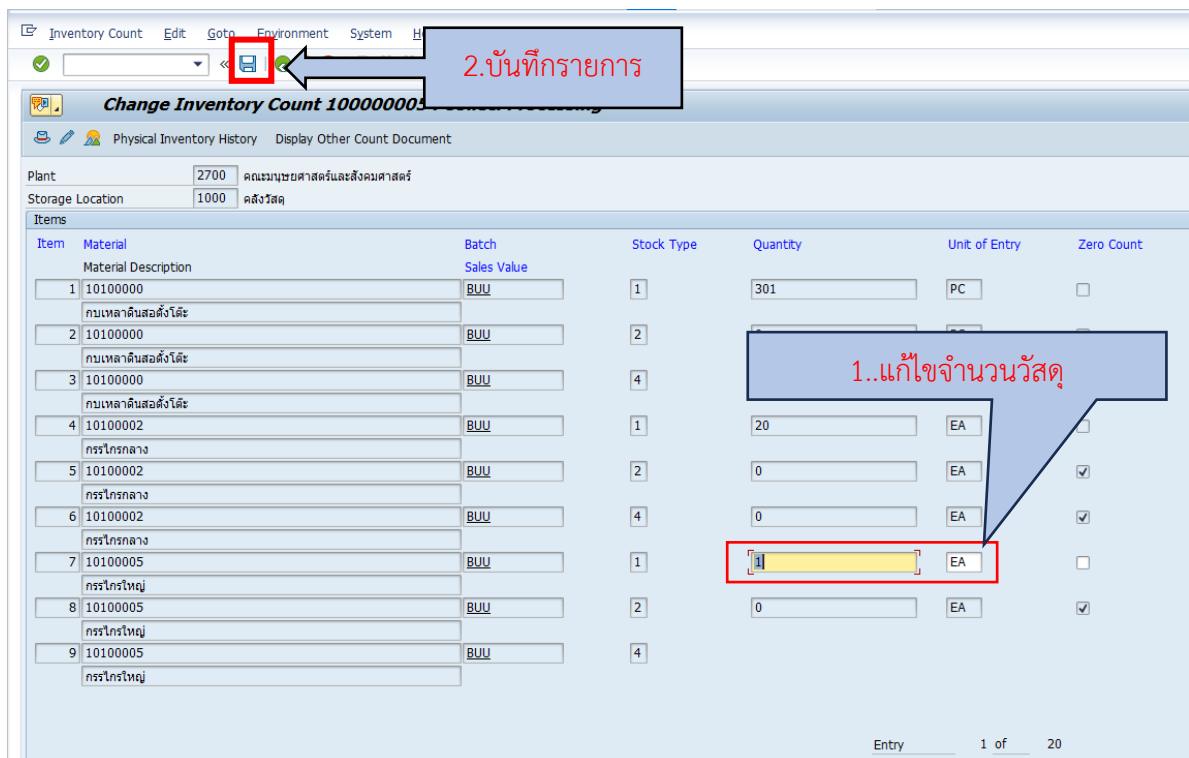 Inventory Count Edit Goto Environment System
2.บันทึกรายการ
Change Inventory Count 100000005
Physical Inventory History Display Other Count Document
Plant 2700 คณะมนุษยศาสตร์และสังคมศาสตร์
Storage Location 1000 คลังวัสดุ
Items
Item Material Batch Stock Type Quantity Unit of Entry Zero Count
Material Description Sales Value
1 10100000 BUU 1 301 PC
กบเหลาดินสอตั้งโต๊ะ
2 10100000 BUU 2
กบเหลาดินสอตั้งโต๊ะ
1..แก้ไขจำนวนวัสดุ
3 10100000 BUU 4
กบเหลาดินสอตั้งโต๊ะ
4 10100002 BUU 1 20 EA
กรรไกรกลาง
5 10100002 BUU 2 0 EA
กรรไกรกลาง
6 10100002 BUU 4 0 EA
กรรไกรกลาง
7 10100005 BUU 1 1 EA
กรรไกรใหญ่
8 10100005 BUU 2 0 EA
กรรไกรใหญ่
9 10100005 BUU 4
กรรไกรใหญ่
Entry 1 of 20